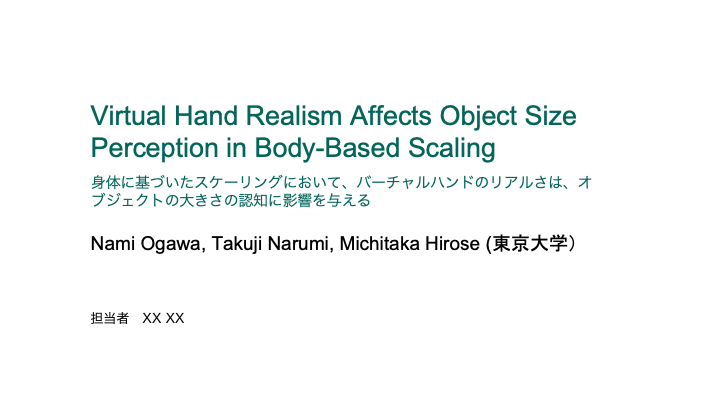 Virtual Hand Realism Affects Object Size
Perception in Body-Based Scaling
身体に基づいたスケーリングにおいて、バーチャルハンドのリアルさは、オ
ブジェクトの大きさの認知に影響を与える
Nami Ogawa, Takuji Narumi, Michitaka Hirose (東京大学）
担当者　XX XX